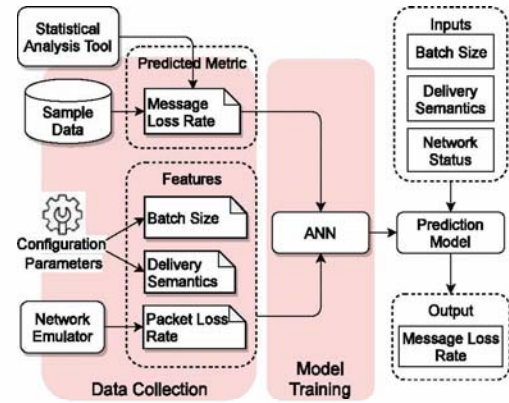 Statistical
Analysis Tool
Predicted Metric
Sample
Data
Message
Loss Rate
Features
Batch Size
Configuration
Parameters
Delivery
Semantics
Network
Emulator
Packet Loss
Rate
Data Collection
ANN
Model
Training
Inputs
Batch Size
Delivery
Semantics
Network
Status
Prediction
Model
Output
Message Loss
Rate